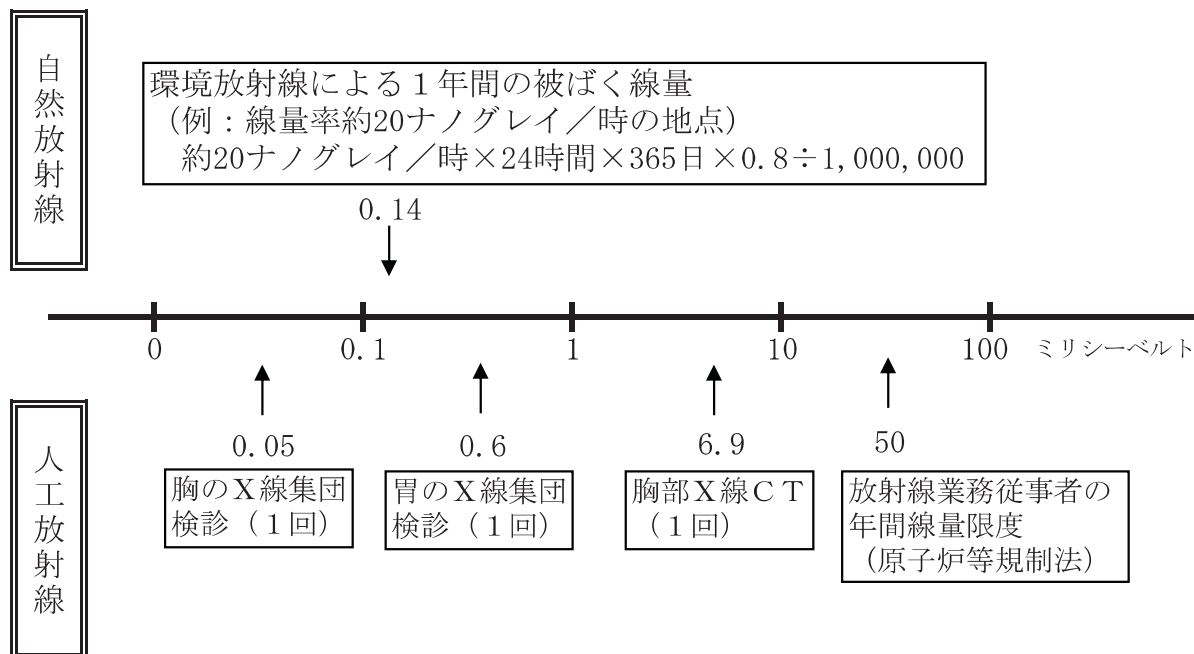 自然放射線
環境放射線による１年間の被ばく線量
（例：線量率約20ナノグレイ／時の地点）
約20ナノグレイ／時×24時間×365日×0.8÷1,000,000
0.14
0 0.1 1 10 100 ミリシーベルト
人工放射線
0.05
胸のＸ線集団
検診（１回）
0.6
胃のＸ線集団
検診（１回）
6.9
胸部Ｘ線ＣＴ
（１回）
50
放射線業務従事者の
年間線量限度
（原子炉等規制法）